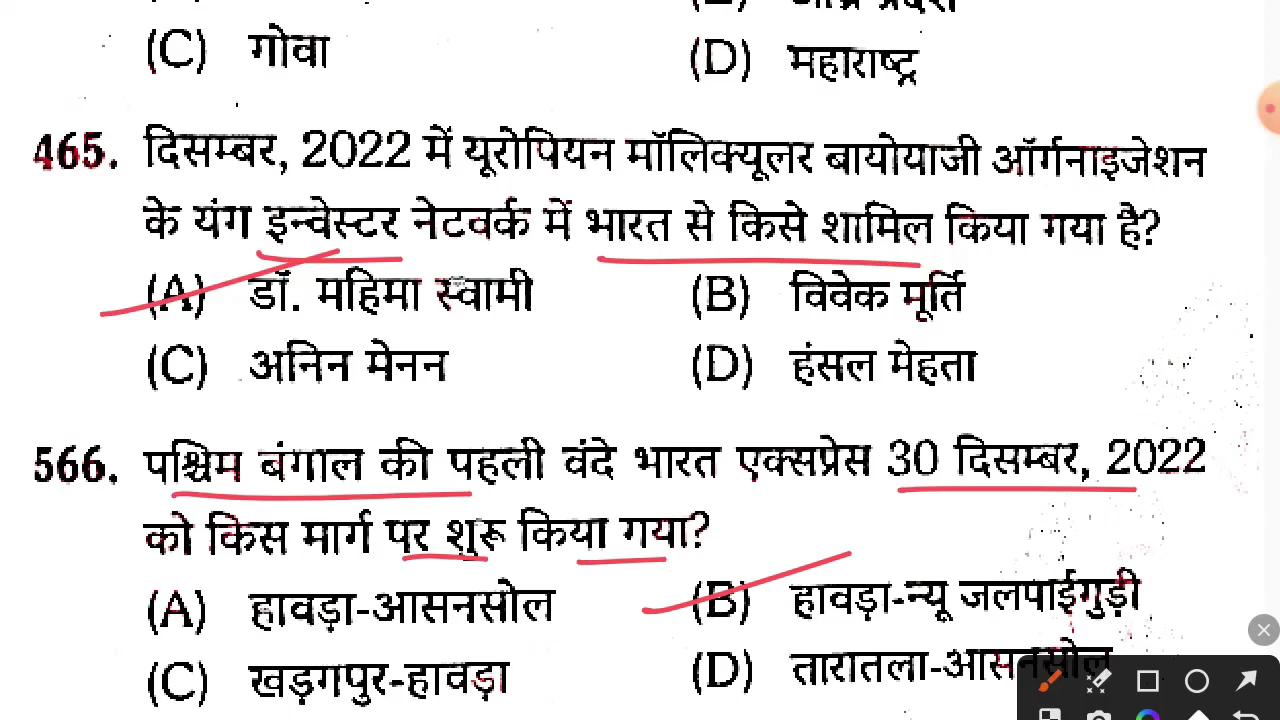 (C) गोवा
(D) महाराष्ट्र
465. दिसम्बर, 2022 में यूरोपियन मॉलिक्यूलर बायोयाजी ऑर्गनाइजेशन
के यंग इन्वेस्टर नेटवर्क में भारत से किसे शामिल किया गया है?
(A) डॉ. महिमा स्वामी
(B) विवेक मूर्ति
(C) अनिन मेनन
(D) हंसल मेहता
566. पश्चिम बंगाल की पहली वंदे भारत एक्सप्रेस 30 दिसम्बर, 2022
को किस मार्ग पर शुरू किया गया?
(A) हावड़ा-आसनसोल
(B) हावड़ा-न्यू जलपाईगुड़ी
(C) खड़गपुर-हावड़ा
(D) तारातला-आसनसोल